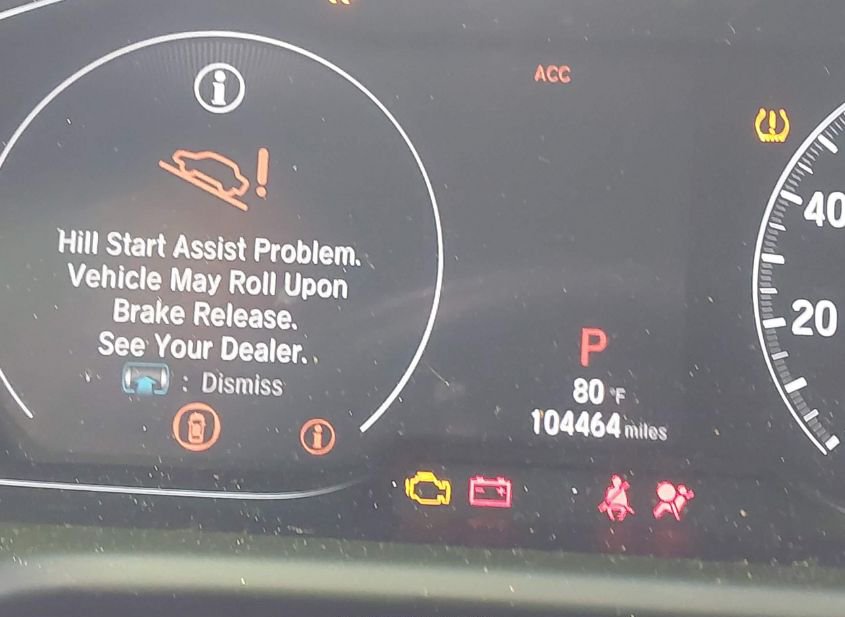 ACC
Hill Start Assist Problem.
Vehicle May Roll Upon
Brake Release.
See Your Dealer.
: Dismiss
40
20
P
80 °F
104464 miles